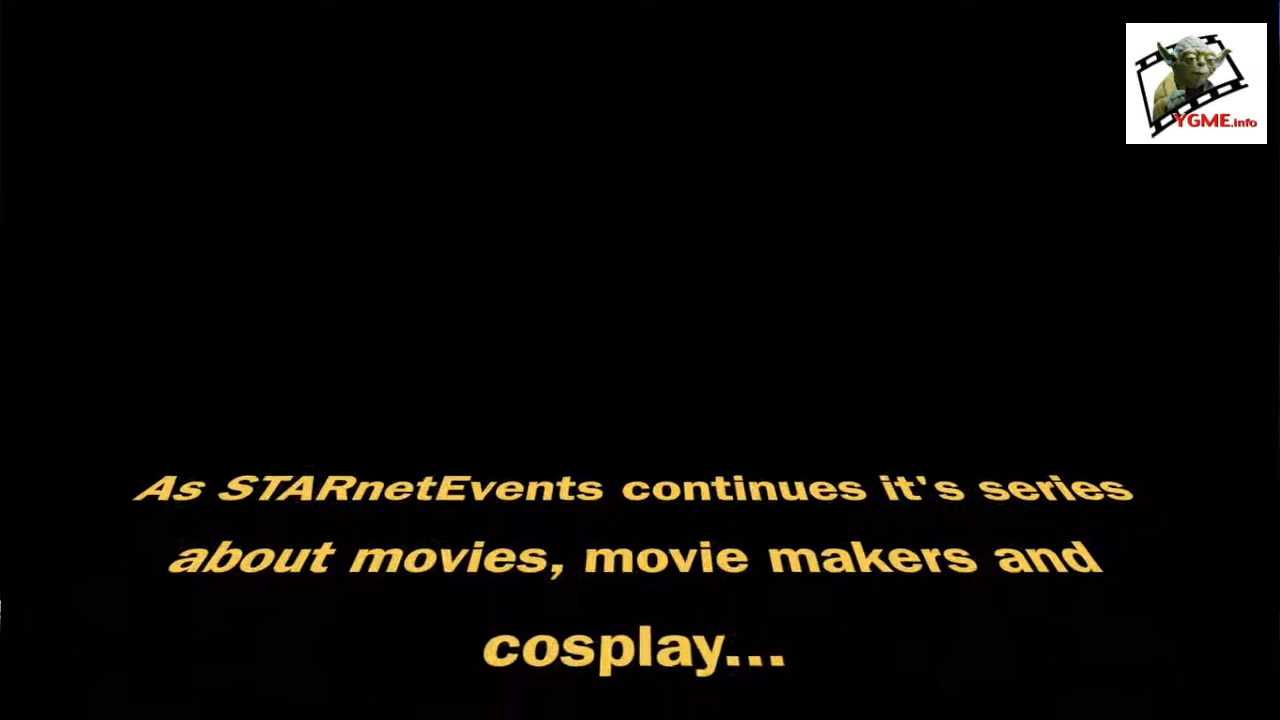 YGME.info
As STARnetEvents continues it's series
about movies, movie makers and
cosplay...